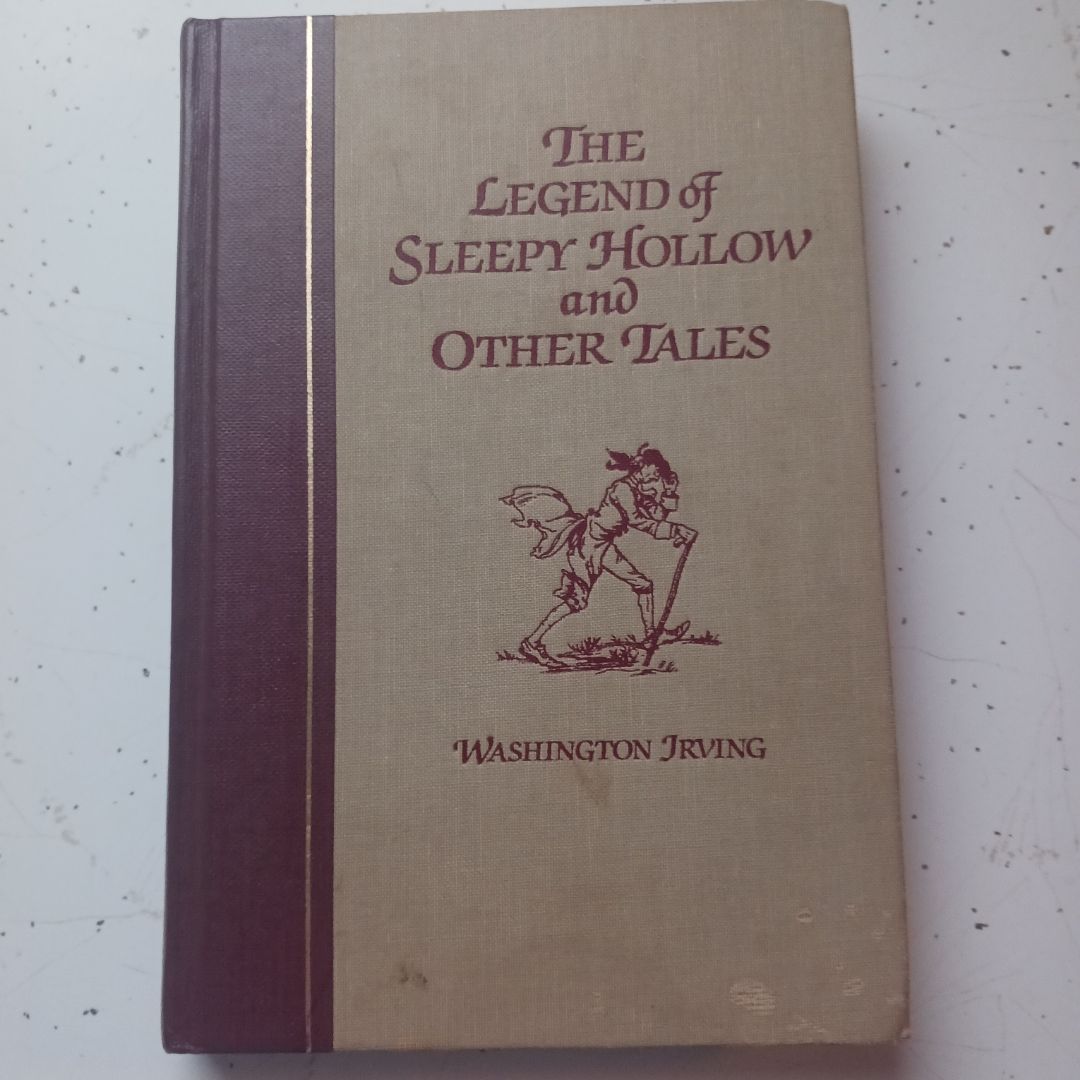 THE
LEGEND of
SLEEPY HOLLOW
and
OTHER TALES
WASHINGTON IRVING